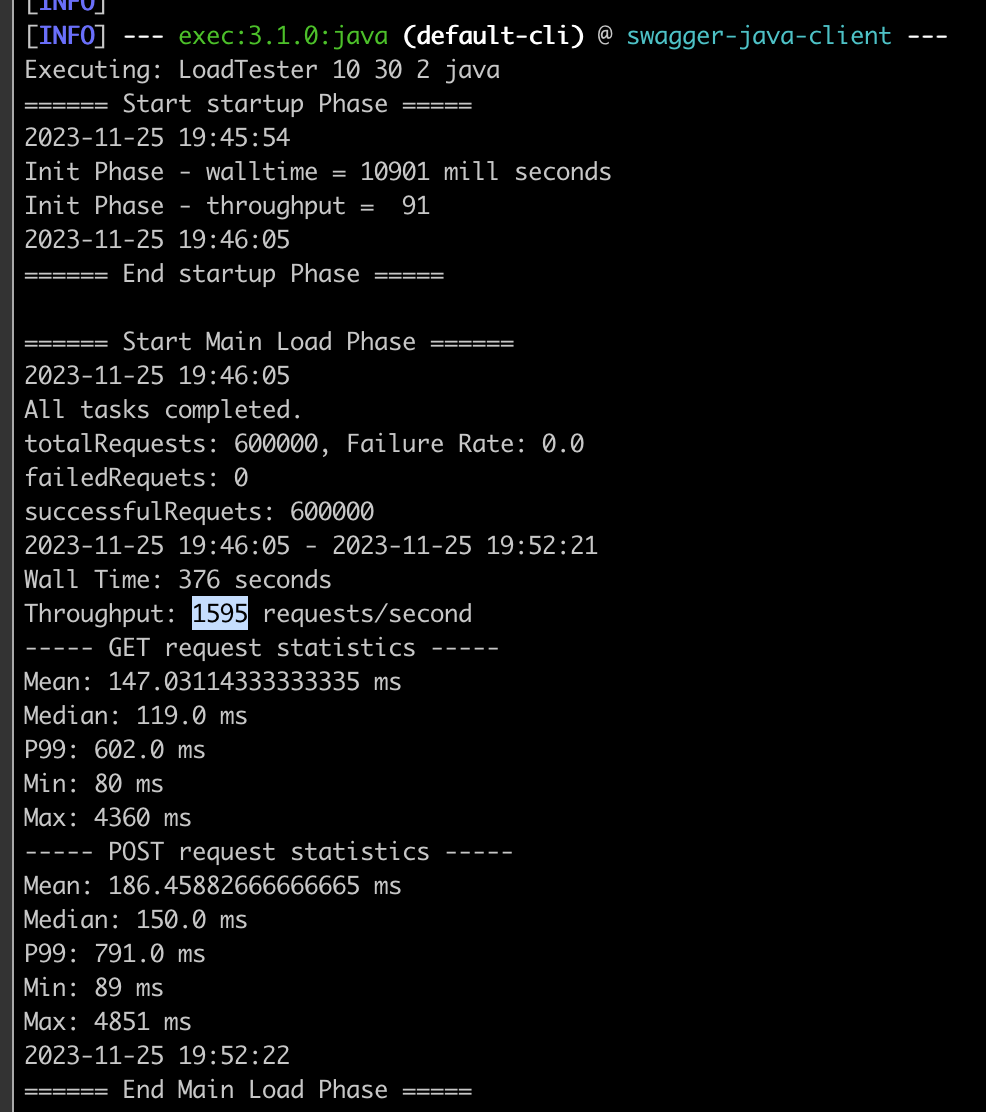 [INFO]
[INFO] --- exec:3.1.0:java (default-cli) @ swagger-java-client ---
Executing: LoadTester 10 30 2 java
====== Start startup Phase =====
2023-11-25 19:45:54
Init Phase - walltime = 10901 mill seconds
Init Phase - throughput =  91
2023-11-25 19:46:05
====== End startup Phase =====
====== Start Main Load Phase ======
2023-11-25 19:46:05
All tasks completed.
totalRequests: 600000, Failure Rate: 0.0
failedRequets: 0
successfulRequets: 600000
2023-11-25 19:46:05 - 2023-11-25 19:52:21
Wall Time: 376 seconds
Throughput: 1595 requests/second
----- GET request statistics -----
Mean: 147.03114333333335 ms
Median: 119.0 ms
P99: 602.0 ms
Min: 80 ms
Max: 4360 ms
----- POST request statistics -----
Mean: 186.45882666666665 ms
Median: 150.0 ms
P99: 791.0 ms
Min: 89 ms
Max: 4851 ms
2023-11-25 19:52:22
====== End Main Load Phase =====